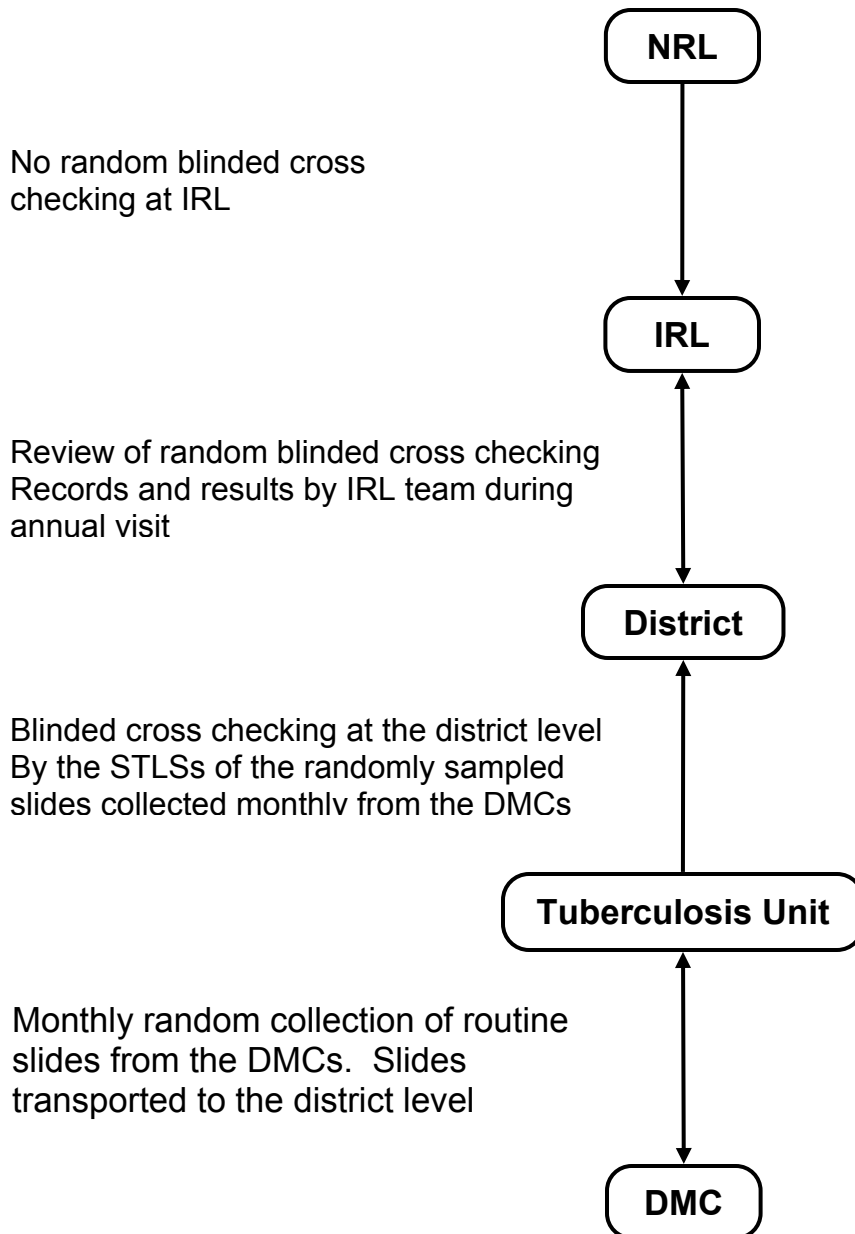 NRL
No random blinded cross
checking at IRL
IRL
Review of random blinded cross checking
Records and results by IRL team during
annual visit
District
Blinded cross checking at the district level
By the STLSs of the randomly sampled
slides collected monthly from the DMCs
Tuberculosis Unit
Monthly random collection of routine
slides from the DMCs.  Slides
transported to the district level
DMC